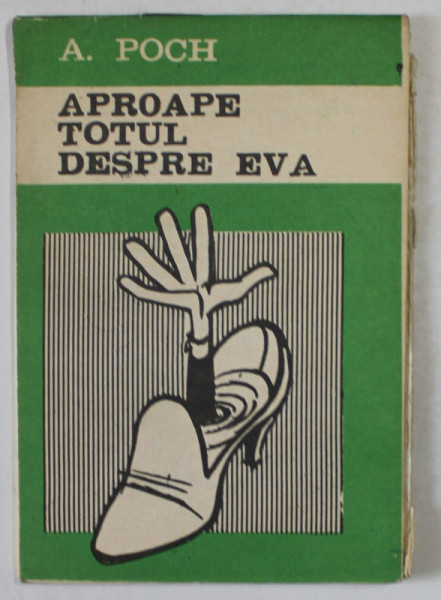 A. POCH
APROAPE
TOTUL
DESPRE EVA